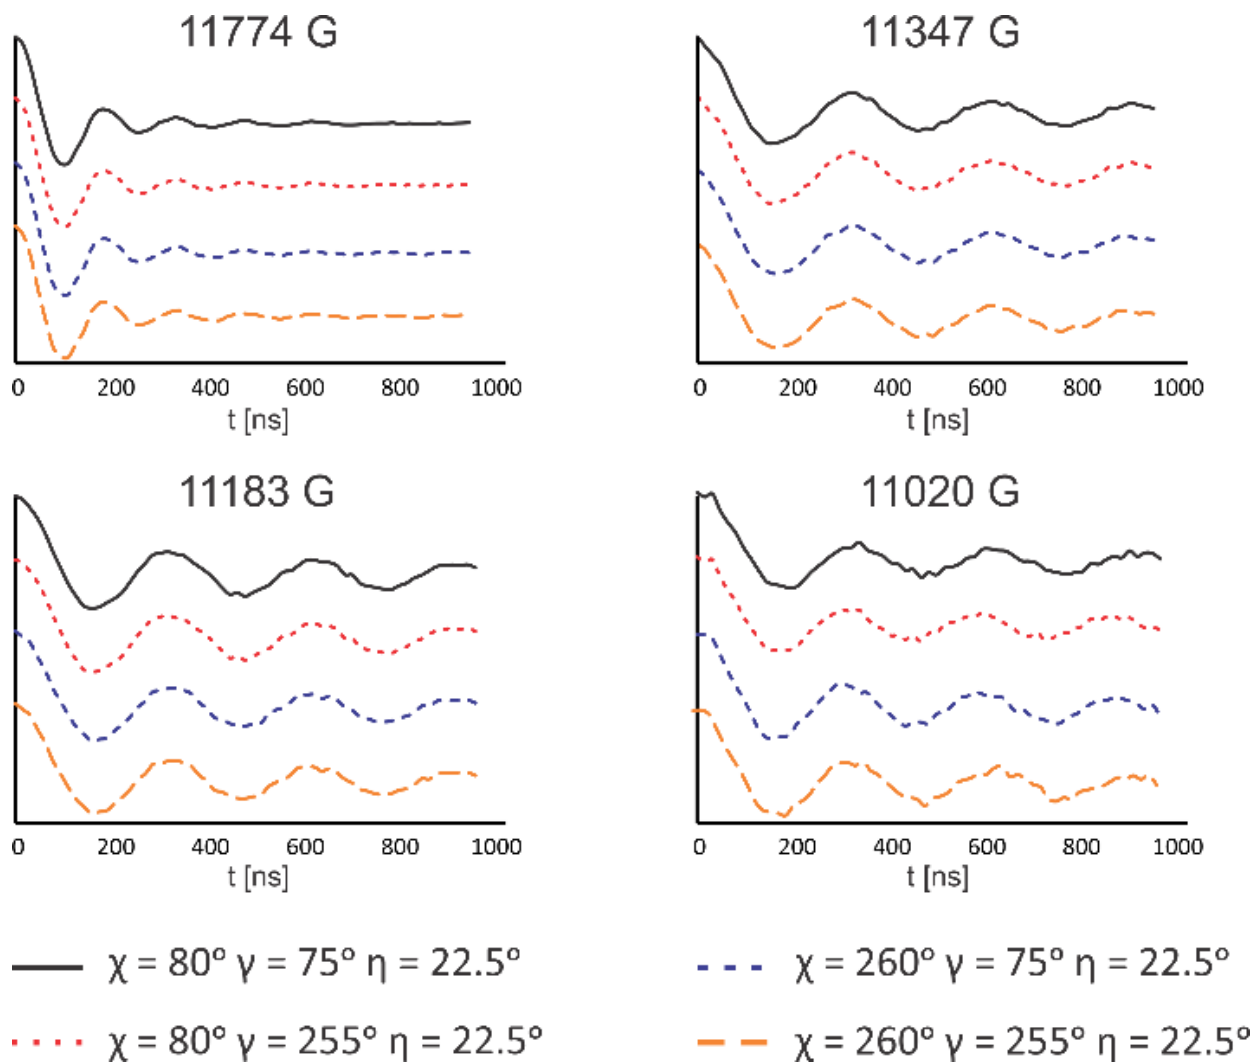 11774 G
11347 G
0 200 400 600 800 1000
t [ns]
0 200 400 600 800 1000
t [ns]
11183 G
11020 G
0 200 400 600 800 1000
t [ns]
0 200 400 600 800 1000
t [ns]
χ = 80° γ = 75° η = 22.5°
χ = 260° γ = 75° η = 22.5°
χ = 80° γ = 255° η = 22.5°
χ = 260° γ = 255° η = 22.5°